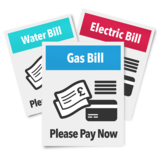 Water Bill
Electric Bill
Gas Bill
£
Please Pay Now